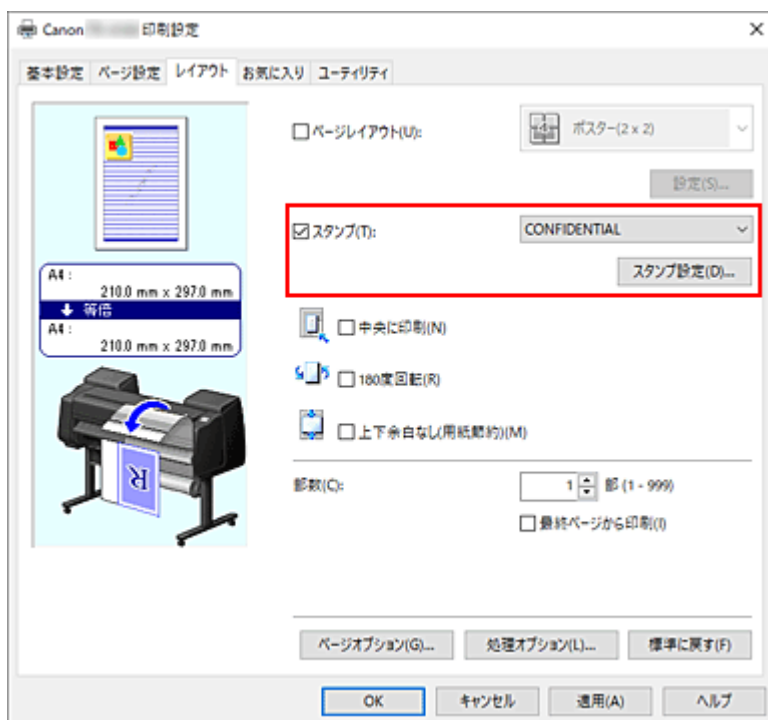 Canon 印刷設定
基本設定 ページ設定 レイアウト お気に入り ユーティリティ
ページレイアウト(U): ポスター(2 x 2)
設定(S)...
スタンプ(T): CONFIDENTIAL
スタンプ設定(D)...
A4 :
210.0 mm x 297.0 mm
等倍
A4 :
210.0 mm x 297.0 mm
中央に印刷(N)
180度回転(R)
上下余白なし(用紙節約)(M)
R
部数(C): 1 部 (1 - 999)
最終ページから印刷(I)
ページオプション(G)... 処理オプション(L)... 標準に戻す(F)
OK キャンセル 適用(A) ヘルプ